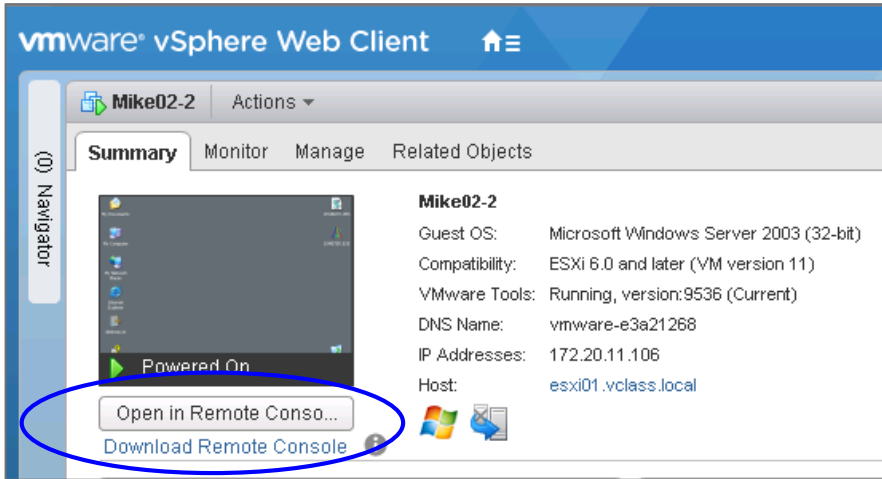 vmware® vSphere Web Client
(0) Navigator
Mike02-2 Actions
Summary Monitor Manage Related Objects
Mike02-2
Guest OS: Microsoft Windows Server 2003 (32-bit)
Compatibility: ESXi 6.0 and later (VM version 11)
VMware Tools: Running, version:9536 (Current)
DNS Name: vmware-e3a21268
IP Addresses: 172.20.11.106
Host: esxi01.vclass.local
Powered On
Open in Remote Conso...
Download Remote Console